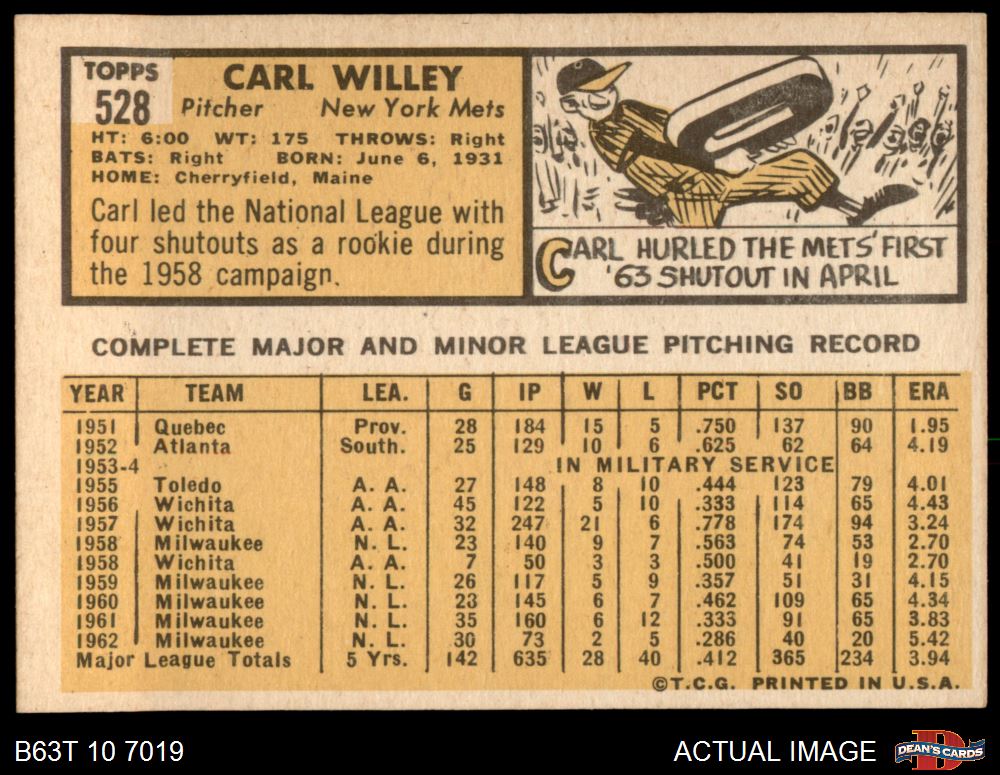 TOPPS
528
CARL WILLEY
Pitcher New York Mets
HT: 6:00 WT: 175 THROWS: Right
BATS: Right BORN: June 6, 1931
HOME: Cherryfield, Maine
Carl led the National League with
four shutouts as a rookie during
the 1958 campaign.
CARL HURLED THE METS' FIRST
'63 SHUTOUT IN APRIL
COMPLETE MAJOR AND MINOR LEAGUE PITCHING RECORD
YEAR TEAM LEA. G IP W L PCT SO BB ERA
1951 Quebec Prov. 28 184 15 5 .750 137 90 1.95
1952 Atlanta South. 25 129 10 6 .625 62 64 4.19
1953-4 IN MILITARY SERVICE
1955 Toledo A. A. 27 148 8 10 .444 123 79 4.01
1956 Wichita A. A. 45 122 5 10 .333 114 65 4.43
1957 Wichita A. A. 32 247 21 6 .778 174 94 3.24
1958 Milwaukee N. L. 23 140 9 7 .563 74 53 2.70
1958 Wichita A. A. 7 50 3 3 .500 41 19 2.70
1959 Milwaukee N. L. 26 117 5 9 .357 51 31 4.15
1960 Milwaukee N. L. 23 145 6 7 .462 109 65 4.34
1961 Milwaukee N. L. 35 160 6 12 .333 91 65 3.83
1962 Milwaukee N. L. 30 73 2 5 .286 40 20 5.42
Major League Totals 5 Yrs. 142 635 28 40 .412 365 234 3.94
©T.C.G. PRINTED IN U.S.A.
B63T 10 7019 ACTUAL IMAGE DEAN'S CARDS